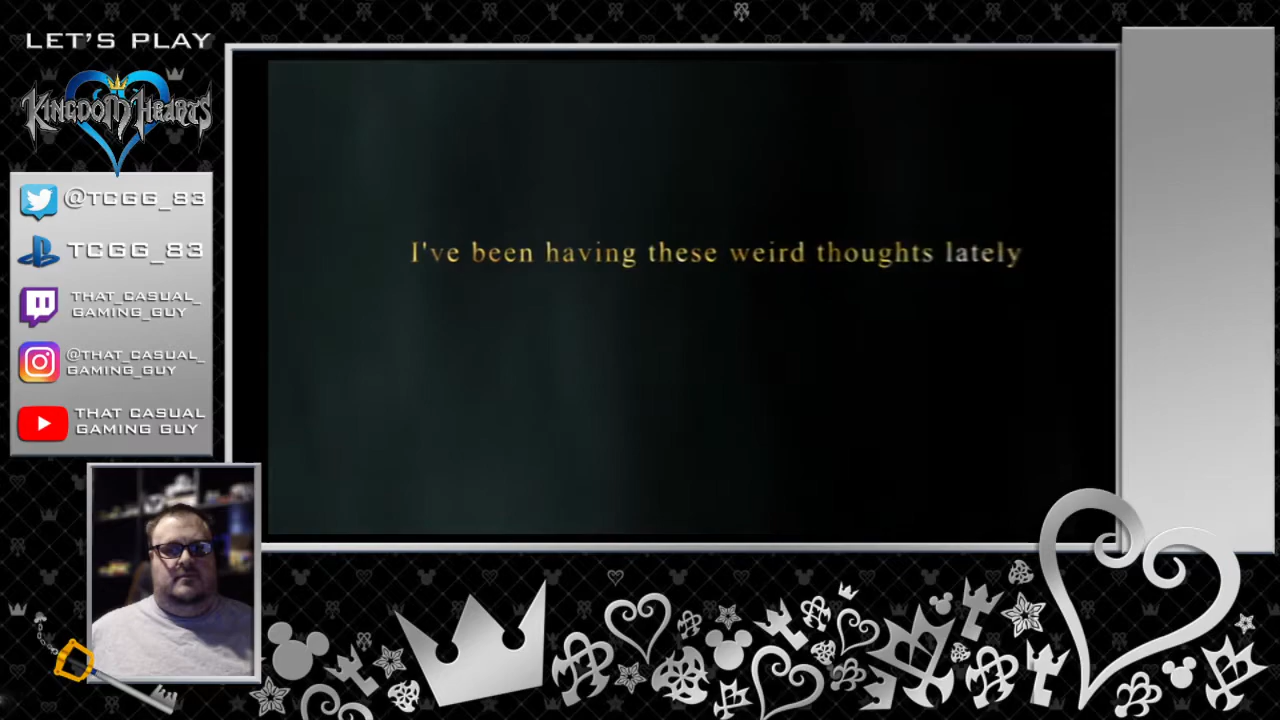 LET'S PLAY
KINGDOM HEARTS
@TCGG_83
TCGG_83
THAT_CASUAL_
GAMING_GUY
@THAT_CASUAL_
GAMING_GUY
THAT CASUAL
GAMING GUY
I've been having these weird thoughts lately